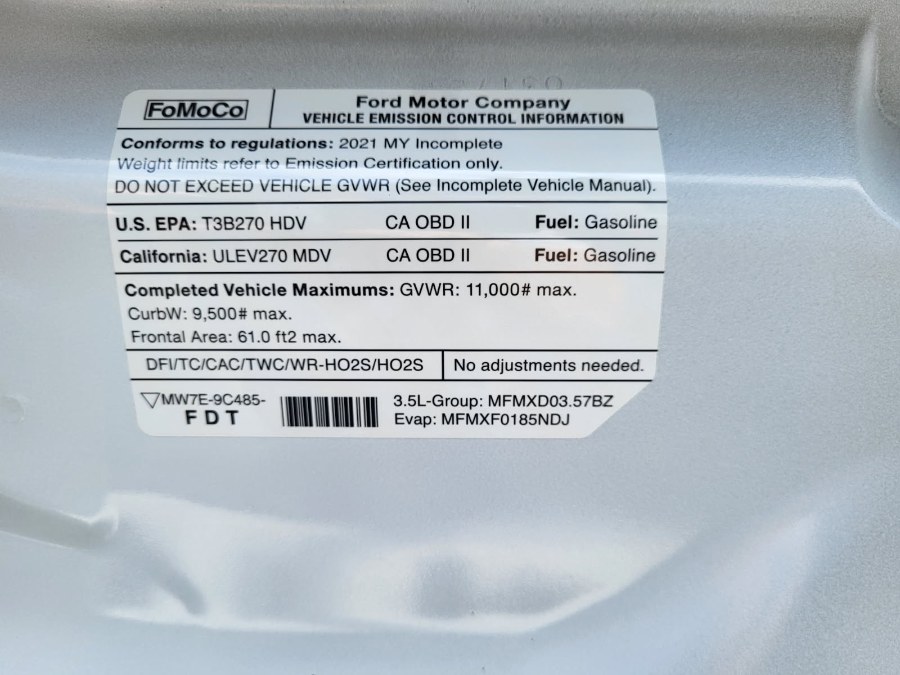 FoMoCo
Ford Motor Company
VEHICLE EMISSION CONTROL INFORMATION
Conforms to regulations: 2021 MY Incomplete
Weight limits refer to Emission Certification only.
DO NOT EXCEED VEHICLE GVWR (See Incomplete Vehicle Manual).
U.S. EPA: T3B270 HDV CA OBD II Fuel: Gasoline
California: ULEV270 MDV CA OBD II Fuel: Gasoline
Completed Vehicle Maximums: GVWR: 11,000# max.
CurbW: 9,500# max.
Frontal Area: 61.0 ft2 max.
DFI/TC/CAC/TWC/WR-HO2S/HO2S No adjustments needed.
MW7E-9C485-
FDT
3.5L-Group: MFMXD03.57BZ
Evap: MFMXF0185NDJ